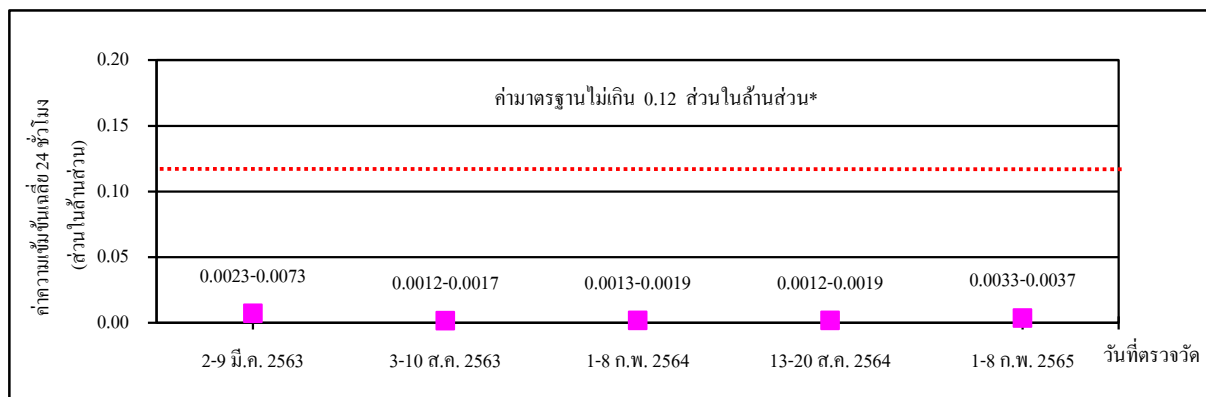 ค่าความเข้มข้นเฉลี่ย 24 ชั่วโมง
(ส่วนในล้านส่วน)
0.20
0.15
0.10
0.05
0.00
ค่ามาตรฐานไม่เกิน 0.12 ส่วนในล้านส่วน*
0.0023-0.0073
0.0012-0.0017
0.0013-0.0019
0.0012-0.0019
0.0033-0.0037
2-9 มี.ค. 2563
3-10 ส.ค. 2563
1-8 ก.พ. 2564
13-20 ส.ค. 2564
1-8 ก.พ. 2565
วันที่ตรวจวัด